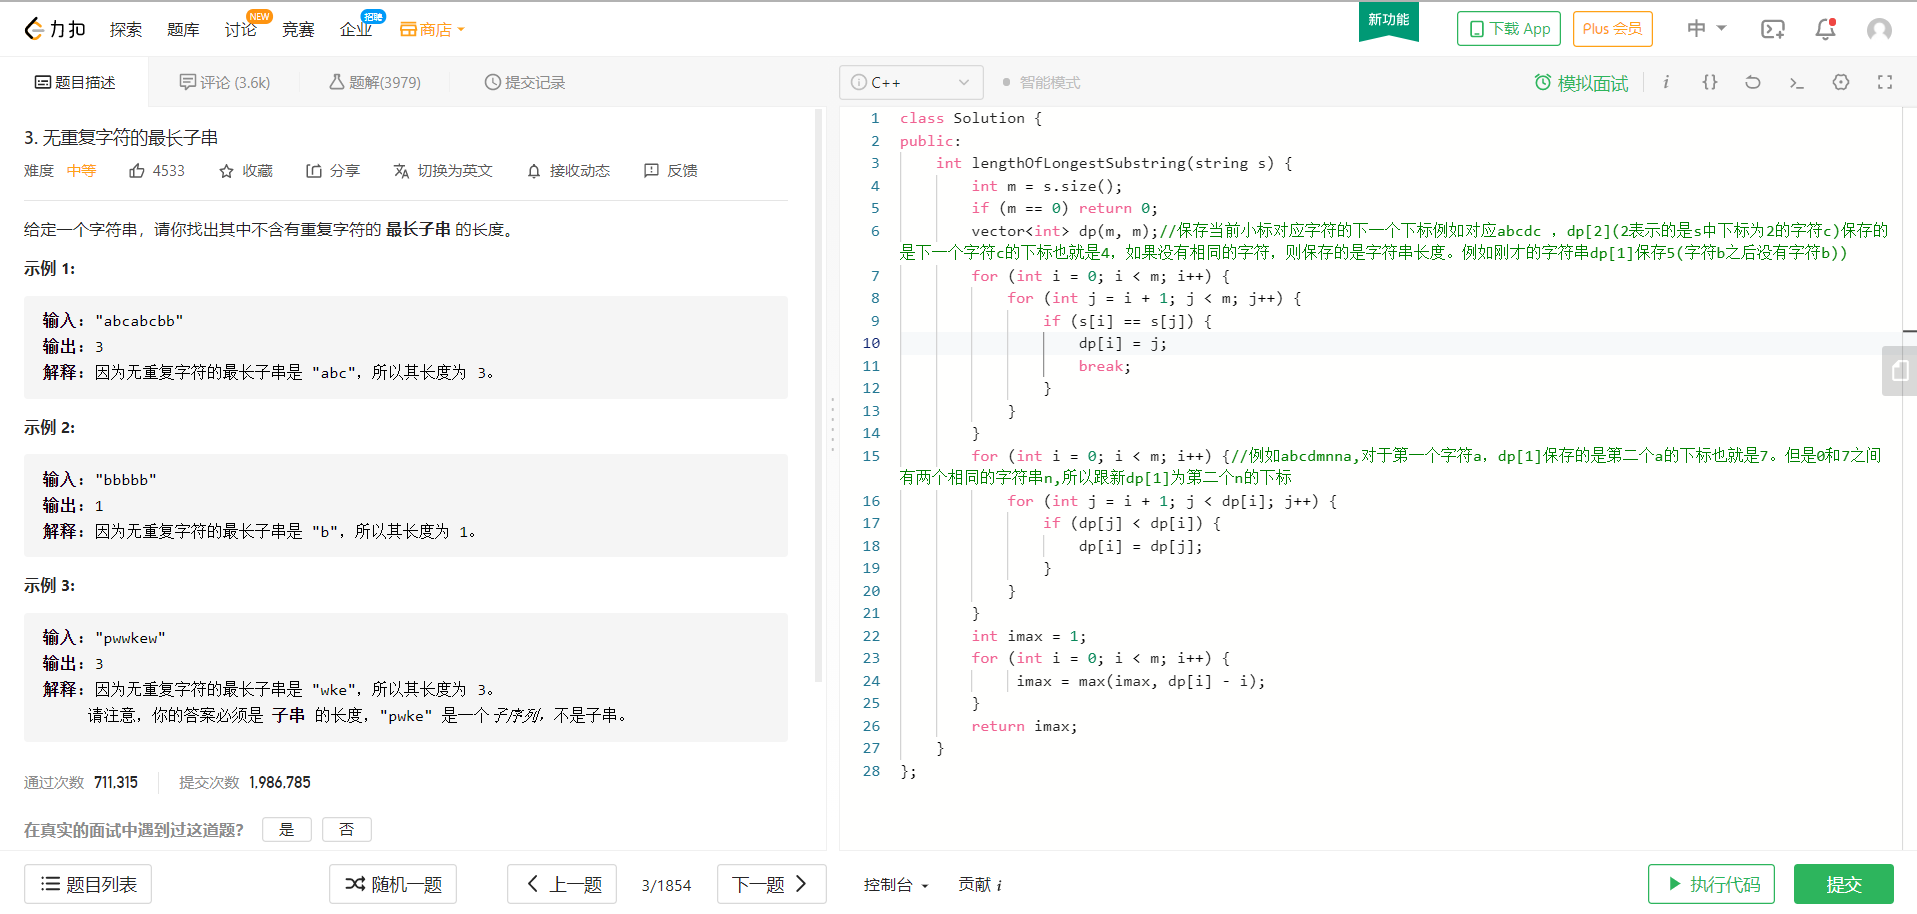 力扣 探索 题库 讨论 NEW 竞赛 企业 招聘 商店 新功能 下载 App Plus 会员 中
题目描述 评论 (3.6k) 题解(3979) 提交记录 i C++ 智能模式 模拟面试 i {}
3. 无重复字符的最长子串
难度 中等 4533 收藏 分享 切换为英文 接收动态 反馈
给定一个字符串，请你找出其中不含有重复字符的 最长子串 的长度。
示例 1:
输入: "abcabcbb"
输出: 3
解释: 因为无重复字符的最长子串是 "abc"，所以其长度为 3。
示例 2:
输入: "bbbbb"
输出: 1
解释: 因为无重复字符的最长子串是 "b"，所以其长度为 1。
示例 3:
输入: "pwwkew"
输出: 3
解释: 因为无重复字符的最长子串是 "wke"，所以其长度为 3。
请注意，你的答案必须是 子串 的长度，"pwke" 是一个子序列，不是子串。
通过次数 711,315 提交次数 1,986,785
在真实的面试中遇到过这道题? 是 否
1 class Solution {
2 public:
3 int lengthOfLongestSubstring(string s) {
4 int m = s.size();
5 if (m == 0) return 0;
6 vector<int> dp(m, m);//保存当前小标对应字符的下一个下标例如对应abcdc ，dp[2](2表示的是s中下标为2的字符c)保存的
是下一个字符c的下标也就是4，如果没有相同的字符，则保存的是字符串长度。例如刚才的字符串dp[1]保存5(字符b之后没有字符b))
7 for (int i = 0; i < m; i++) {
8 for (int j = i + 1; j < m; j++) {
9 if (s[i] == s[j]) {
10 dp[i] = j;
11 break;
12 }
13 }
14 }
15 for (int i = 0; i < m; i++) {//例如abcdmnna,对于第一个字符a，dp[1]保存的是第二个a的下标也就是7。但是0和7之间
有两个相同的字符串n,所以跟新dp[1]为第二个n的下标
16 for (int j = i + 1; j < dp[i]; j++) {
17 if (dp[j] < dp[i]) {
18 dp[i] = dp[j];
19 }
20 }
21 }
22 int imax = 1;
23 for (int i = 0; i < m; i++) {
24 imax = max(imax, dp[i] - i);
25 }
26 return imax;
27 }
28 };
题目列表 随机一题 上一题 3/1854 下一题 控制台 贡献 i 执行代码 提交